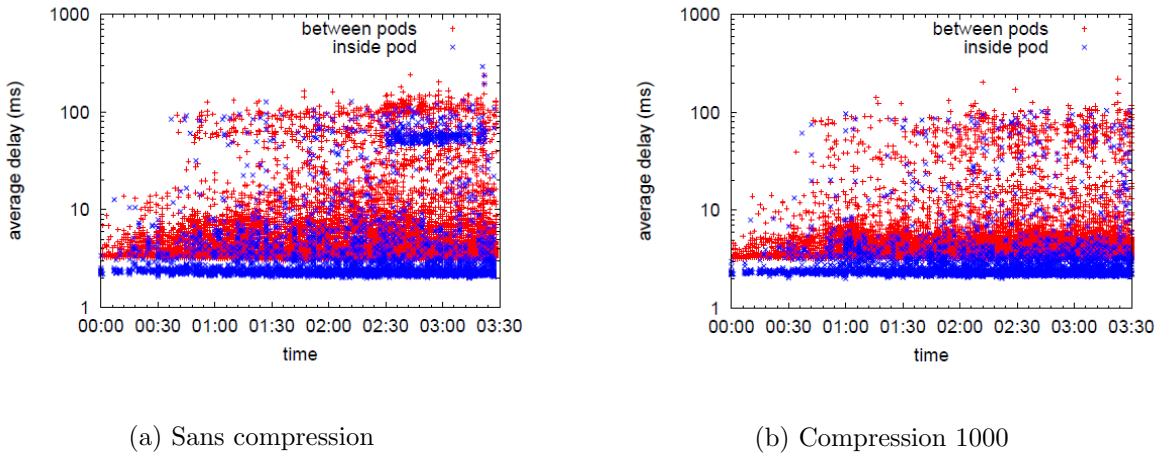 1000
100
10
1
average delay (ms)
between pods
inside pod
00:00 00:30 01:00 01:30 02:00 02:30 03:00 03:30
time
(a) Sans compression
1000
100
10
1
average delay (ms)
between pods
inside pod
00:00 00:30 01:00 01:30 02:00 02:30 03:00 03:30
time
(b) Compression 1000